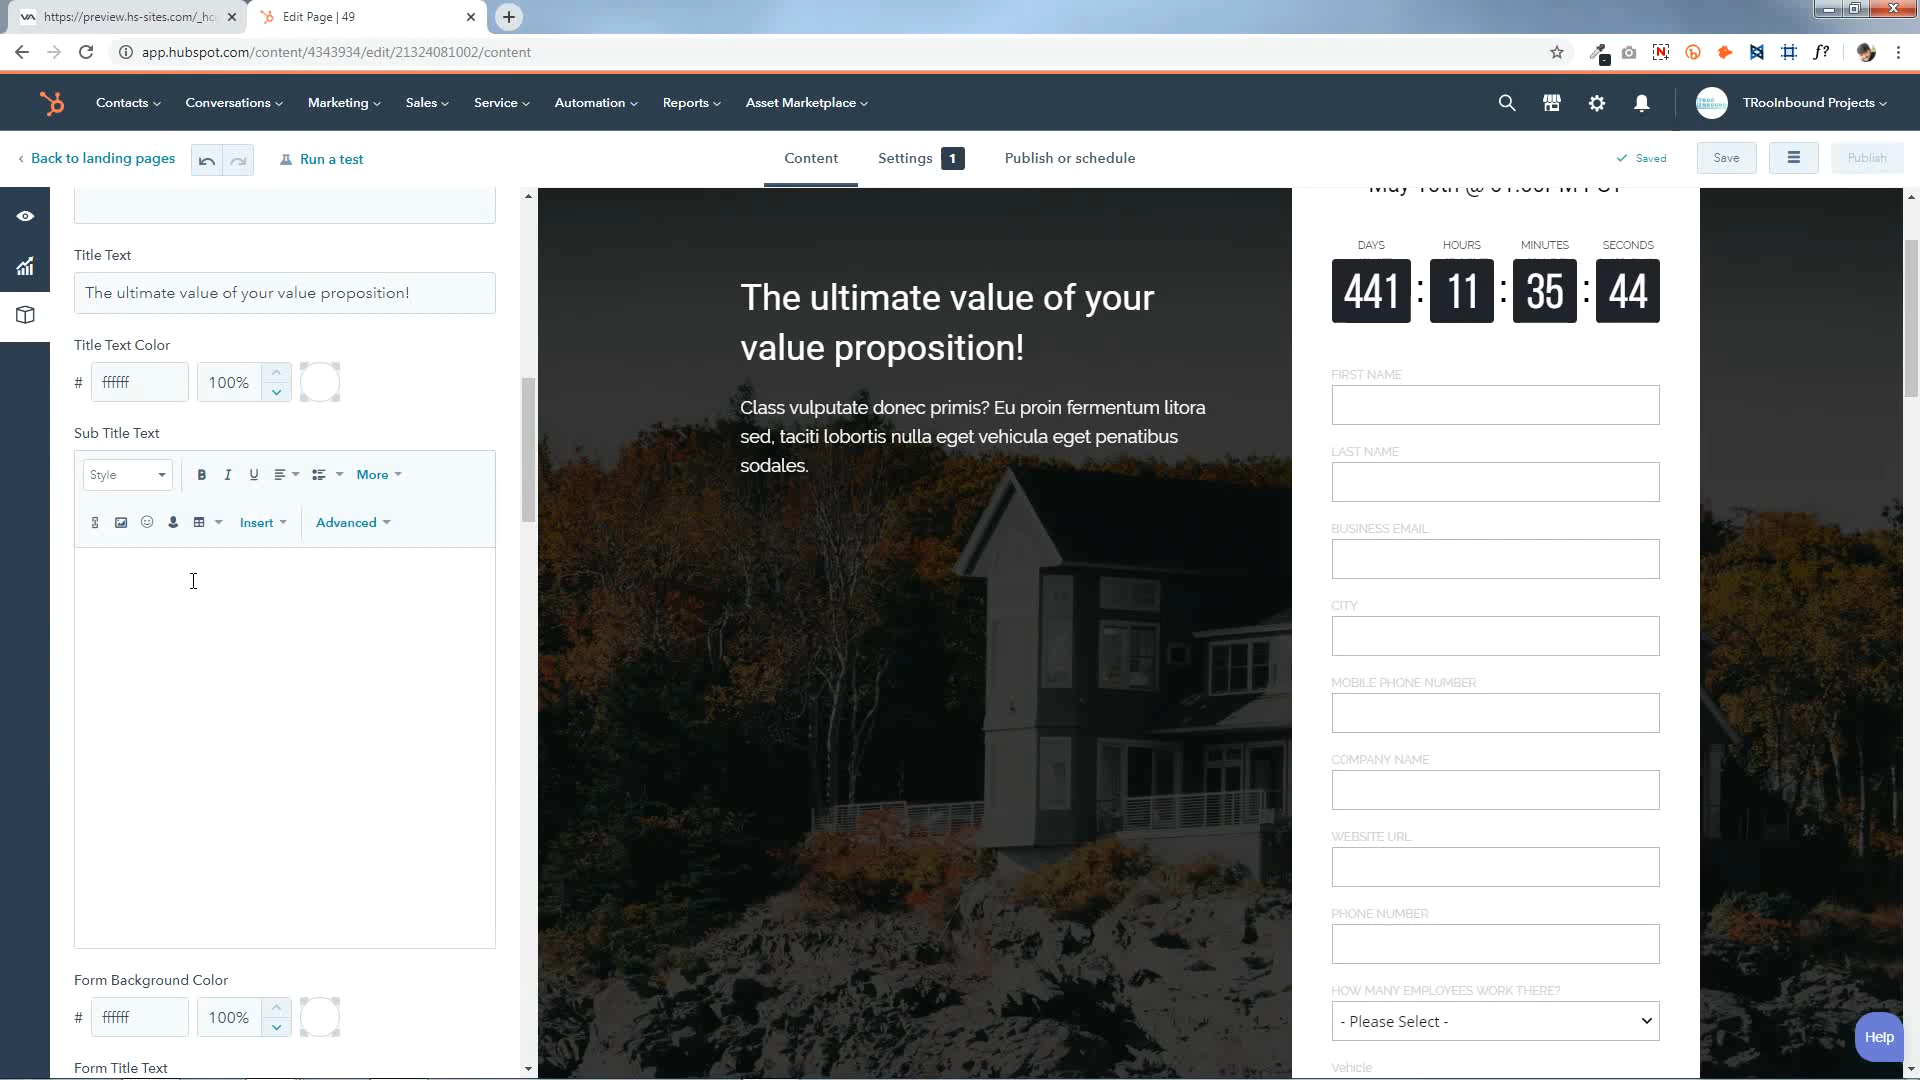 https://preview.hs-sites.com/_hc
Edit Page | 49
app.hubspot.com/content/4343934/edit/21324081002/content
Contacts
Conversations
Marketing
Sales
Service
Automation
Reports
Asset Marketplace
TRooInbound Projects
Back to landing pages
Run a test
Content
Settings 1
Publish or schedule
Saved
Save
Publish
Title Text
The ultimate value of your value proposition!
Title Text Color
# ffffff 100%
Sub Title Text
Style
B I U
More
Insert
Advanced
Form Background Color
# ffffff 100%
Form Title Text
The ultimate value of your
value proposition!
Class vulputate donec primis? Eu proin fermentum litora
sed, taciti lobortis nulla eget vehicula eget penatibus
sodales.
DAYS HOURS MINUTES SECONDS
441 : 11 : 35 : 44
FIRST NAME
LAST NAME
BUSINESS EMAIL
CITY
MOBILE PHONE NUMBER
COMPANY NAME
WEBSITE URL
PHONE NUMBER
HOW MANY EMPLOYEES WORK THERE?
- Please Select -
Vehicle
Help